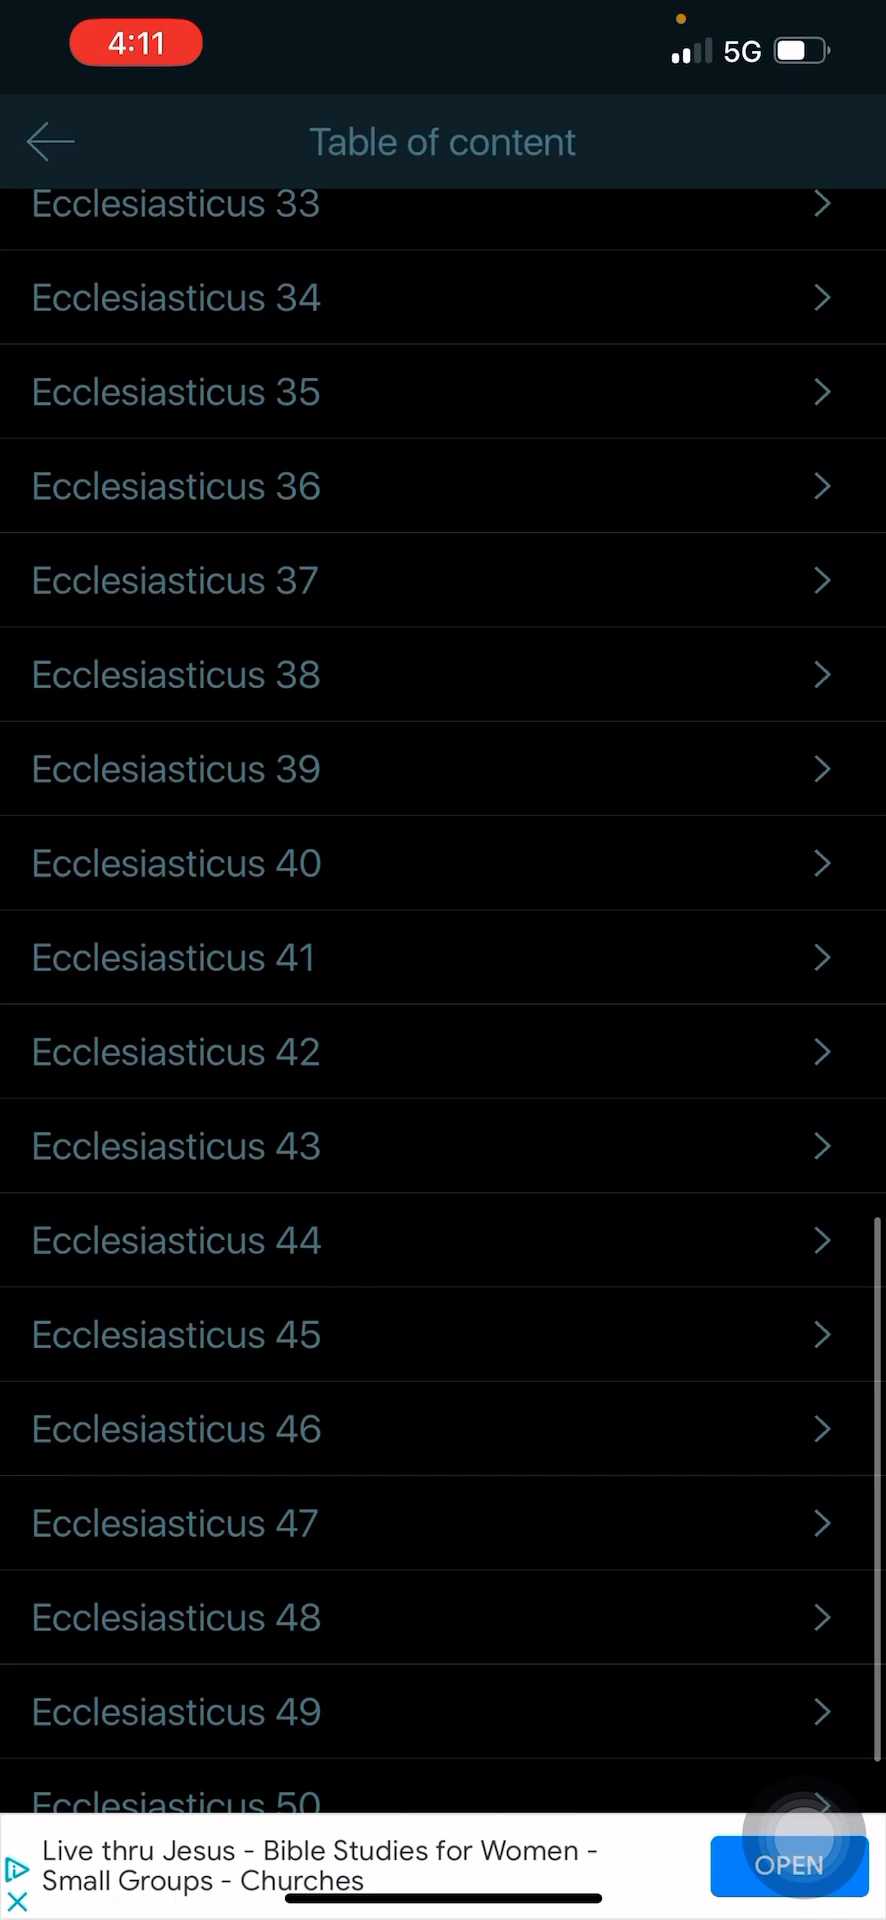 4:11
5G
Table of content
Ecclesiasticus 33
Ecclesiasticus 34
Ecclesiasticus 35
Ecclesiasticus 36
Ecclesiasticus 37
Ecclesiasticus 38
Ecclesiasticus 39
Ecclesiasticus 40
Ecclesiasticus 41
Ecclesiasticus 42
Ecclesiasticus 43
Ecclesiasticus 44
Ecclesiasticus 45
Ecclesiasticus 46
Ecclesiasticus 47
Ecclesiasticus 48
Ecclesiasticus 49
Ecclesiasticus 50
Live thru Jesus - Bible Studies for Women -
Small Groups - Churches
OPEN